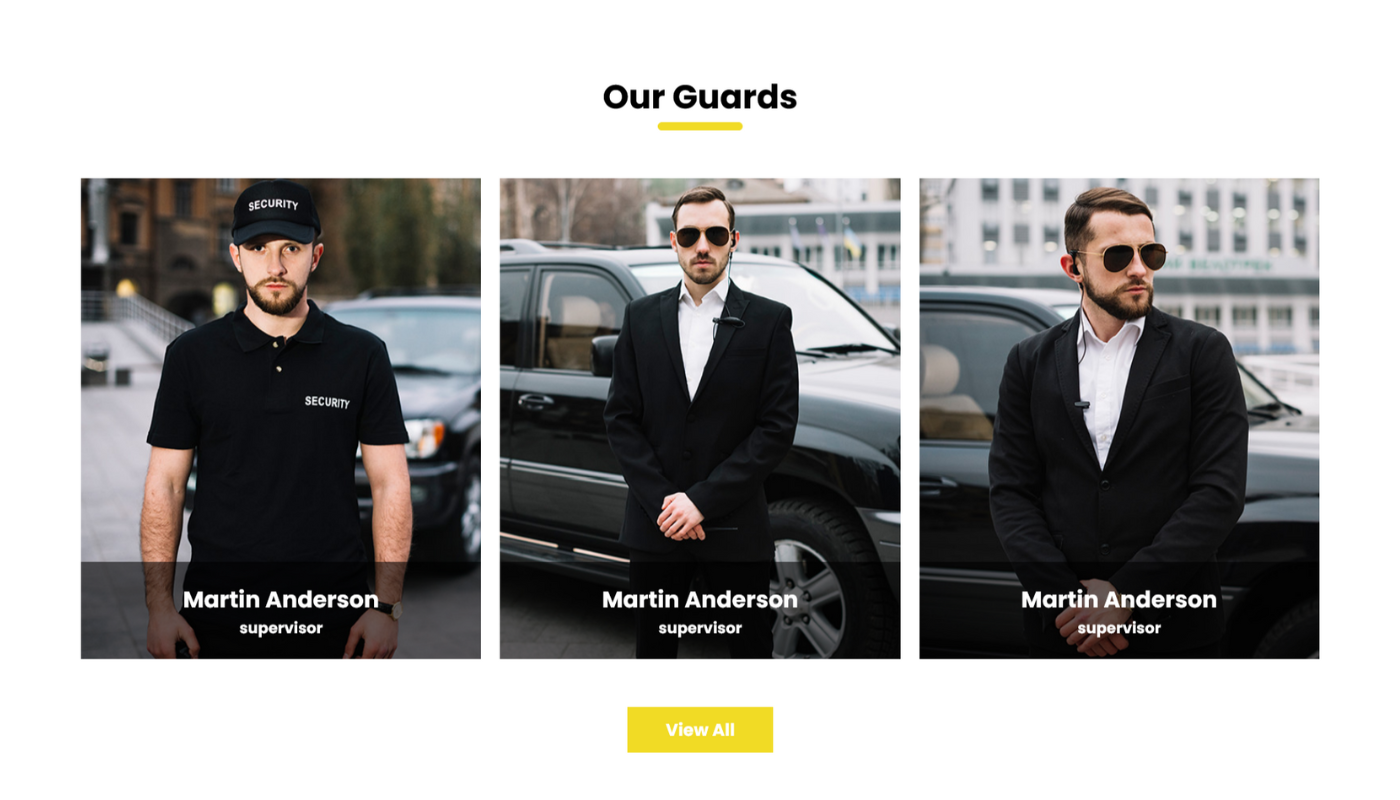 Our Guards
SECURITY
SECURITY
Martin Anderson
supervisor
Martin Anderson
supervisor
Martin Anderson
supervisor
View All